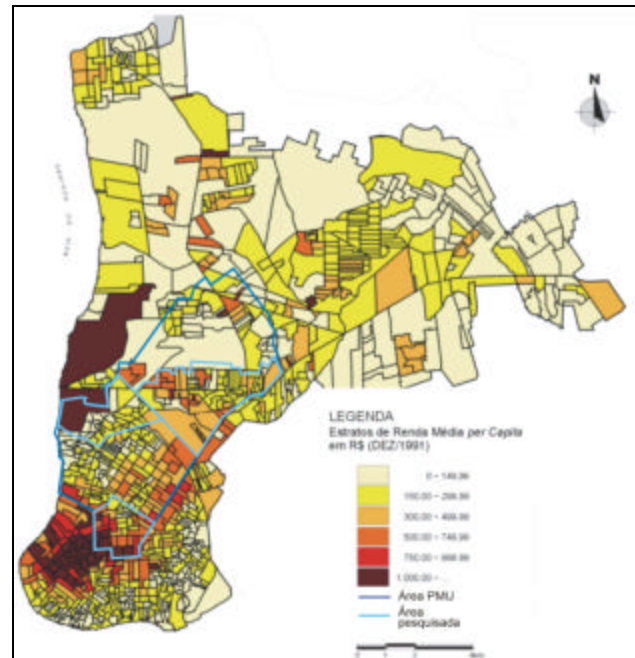 N
LEGENDA
Estratos de Renda Média per Capita
em R$ (DEZ/1991)
0 - 149.99
150.00 - 299.99
300.00 - 499.99
500.00 - 749.99
750.00 - 999.99
1.000.00 - ...
Área PMU
Área
pesquisada